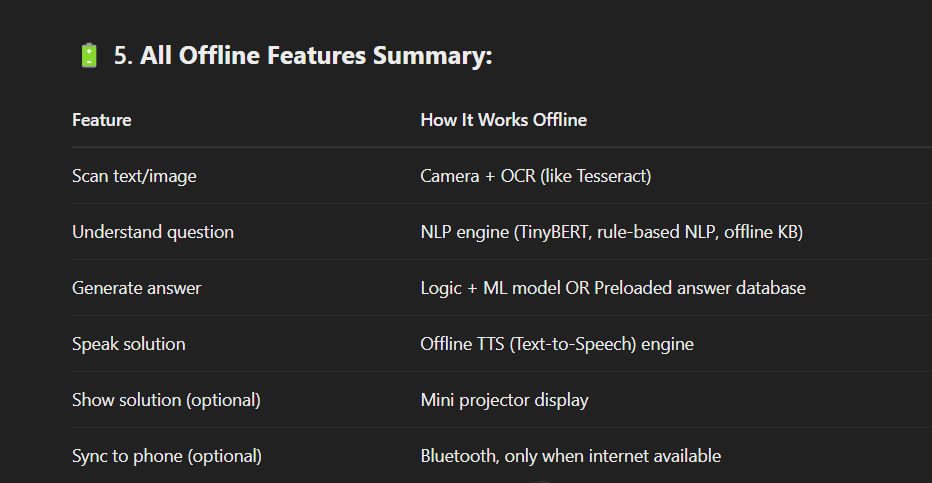 🔋 5. All Offline Features Summary:
Feature How It Works Offline
Scan text/image Camera + OCR (like Tesseract)
Understand question NLP engine (TinyBERT, rule-based NLP, offline KB)
Generate answer Logic + ML model OR Preloaded answer database
Speak solution Offline TTS (Text-to-Speech) engine
Show solution (optional) Mini projector display
Sync to phone (optional) Bluetooth, only when internet available